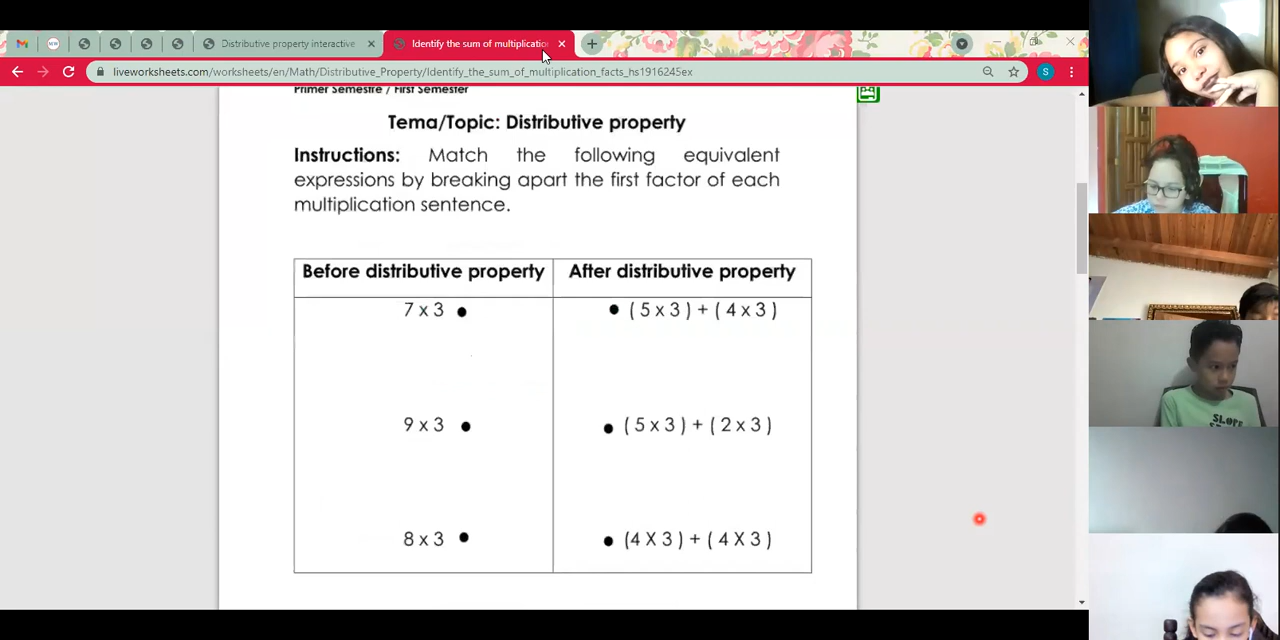 Distributive property interactive
Identify the sum of multiplicatio
S
liveworksheets.com/worksheets/en/Math/Distributive_Property/Identify_the_sum_of_multiplication_facts_hs1916245ex
Primer Semestre / First Semester
Tema/Topic: Distributive property
Instructions: Match the following equivalent
expressions by breaking apart the first factor of each
multiplication sentence.
Before distributive property After distributive property
7 x 3 ( 5 x 3 ) + ( 4 x 3 )
9 x 3 ( 5 x 3 ) + ( 2 x 3 )
8 x 3 (4 X 3 ) + ( 4 X 3 )